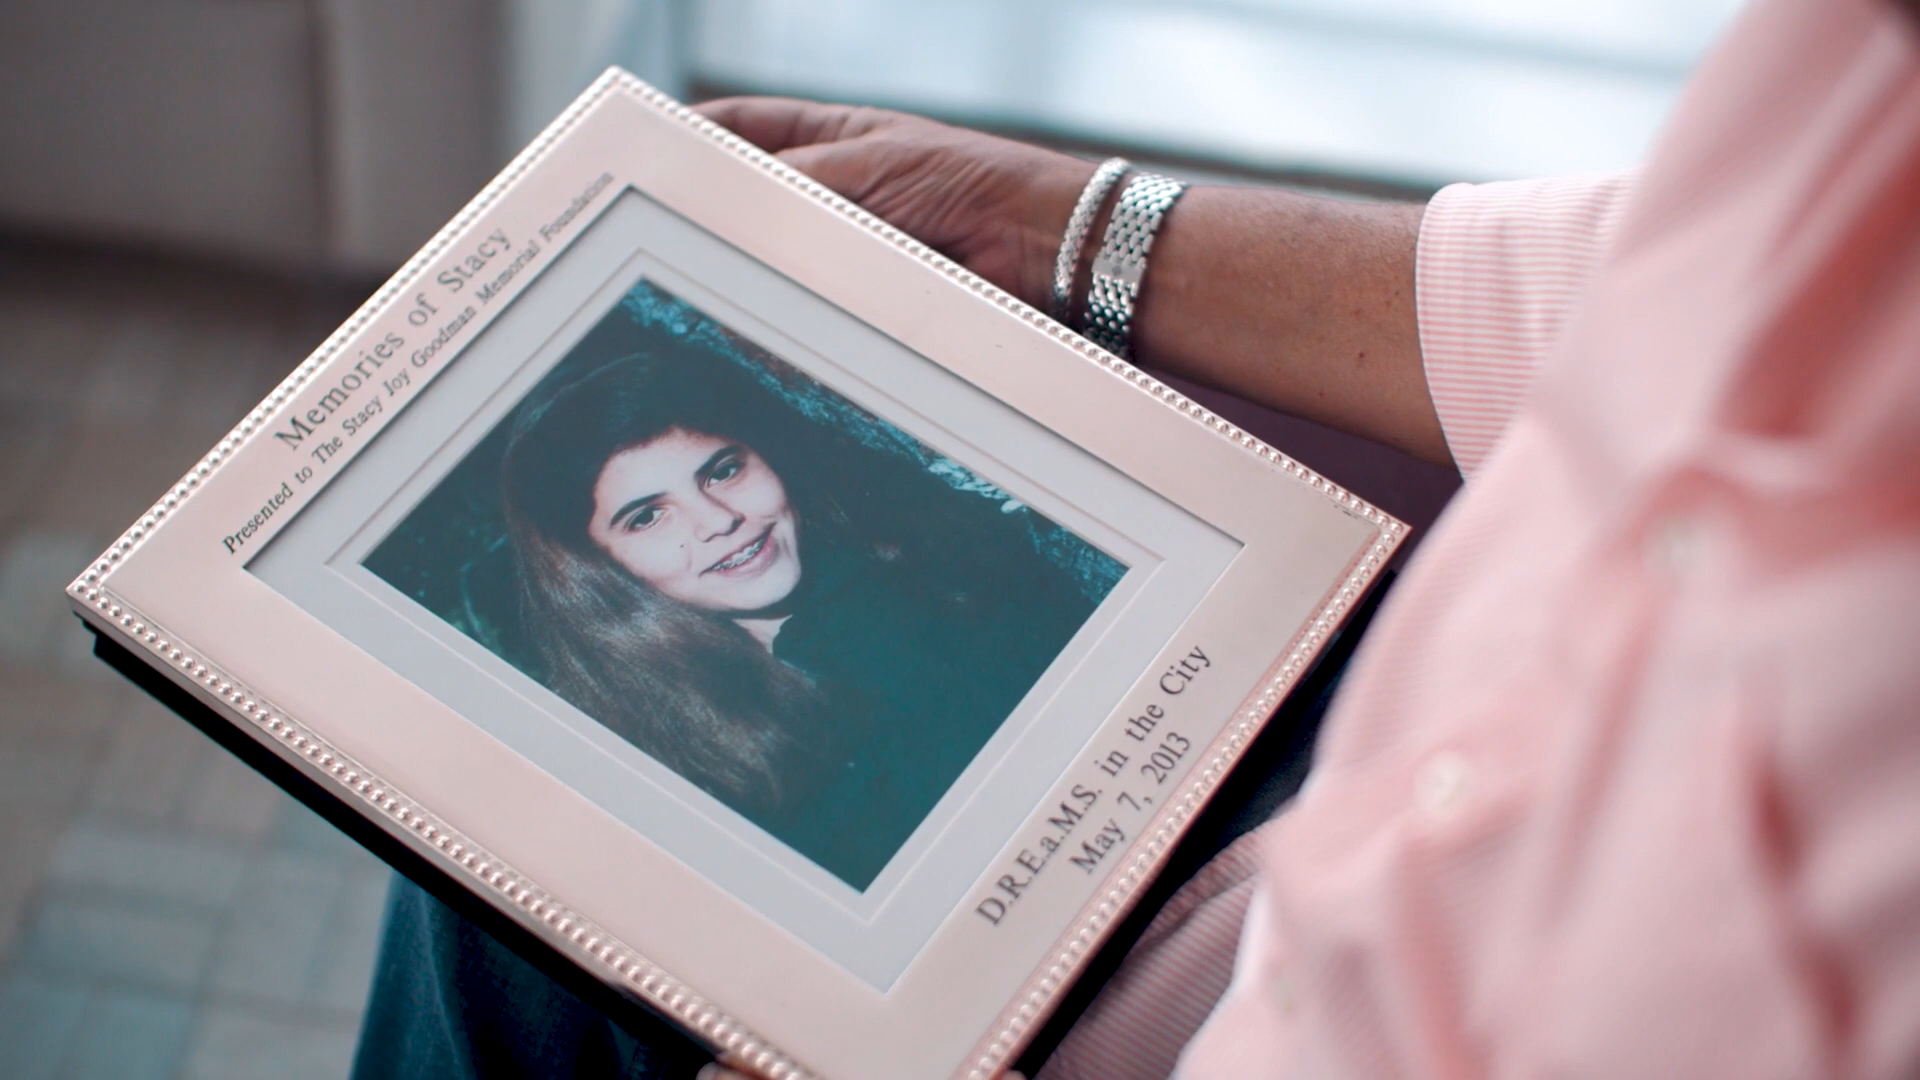 Memories of Stacy
Presented to The Stacy Joy Goodman Memorial Foundation
D.R.E.a.M.S. in the City
May 7, 2013